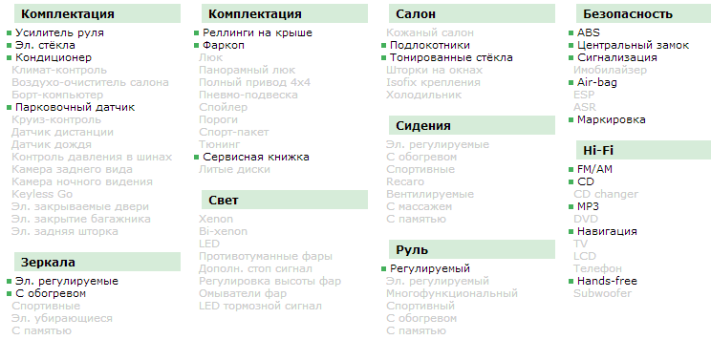 Комплектация
Усилитель руля
Эл. стёкла
Кондиционер
Климат-контроль
Воздухо-очиститель салона
Борт-компьютер
Парковочный датчик
Круиз-контроль
Датчик дистанции
Датчик дождя
Контроль давления в шинах
Камера заднего вида
Камера ночного видения
Keyless Go
Эл. закрываемые двери
Эл. закрытие багажника
Эл. задняя шторка
Зеркала
Эл. регулируемые
С обогревом
Спортивные
Эл. убирающиеся
С памятью
Комплектация
Реллинги на крыше
Фаркоп
Люк
Панорамный люк
Полный привод 4x4
Пневмо-подвеска
Спойлер
Пороги
Спорт-пакет
Тюнинг
Сервисная книжка
Литые диски
Свет
Xenon
Bi-xenon
LED
Противотуманные фары
Дополн. стоп сигнал
Регулировка высоты фар
Омыватели фар
LED тормозной сигнал
Салон
Кожаный салон
Подлокотники
Тонированные стёкла
Шторки на окнах
Isofix крепления
Холодильник
Сидения
Эл. регулируемые
С обогревом
Спортивные
Recaro
Вентилируемые
С массажем
С памятью
Руль
Регулируемый
Эл. регулируемый
Многофункциональный
Спортивный
С обогревом
С памятью
Безопасность
ABS
Центральный замок
Сигнализация
Имобилайзер
Air-bag
ESP
ASR
Маркировка
Hi-Fi
FM/AM
CD
CD changer
MP3
DVD
Навигация
TV
LCD
Телефон
Hands-free
Subwoofer